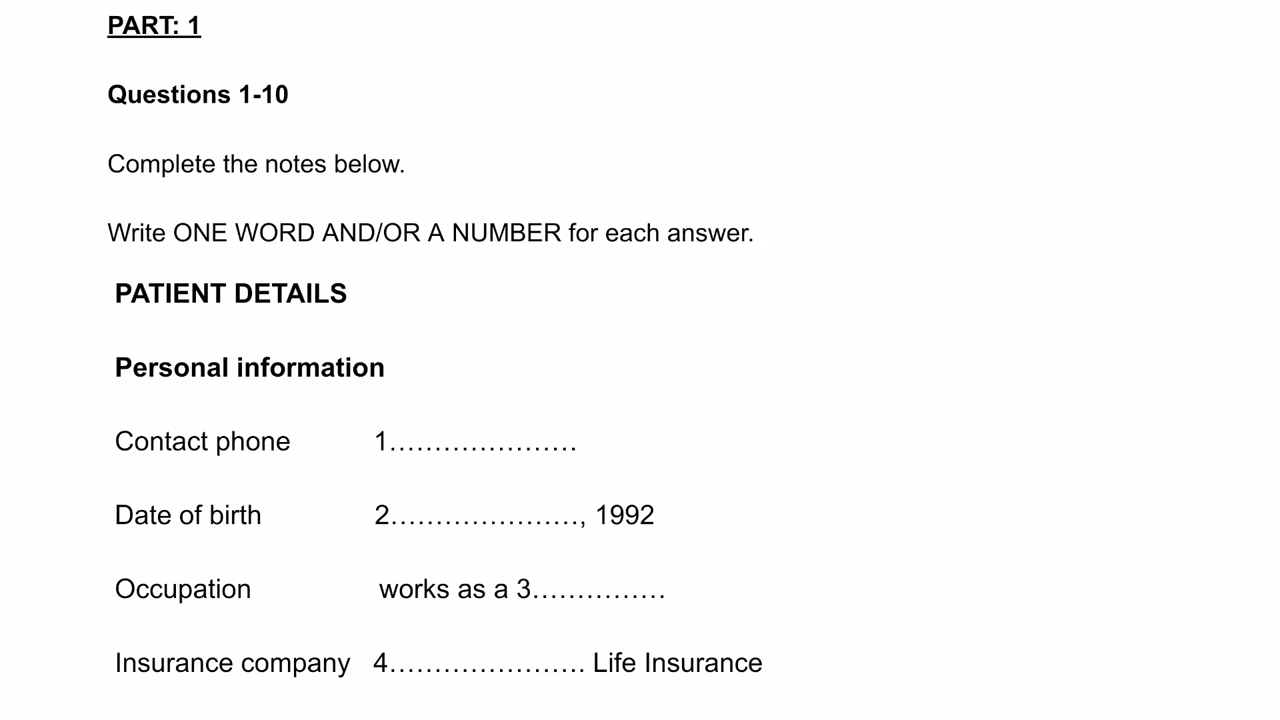 PART: 1
Questions 1-10
Complete the notes below.
Write ONE WORD AND/OR A NUMBER for each answer.
PATIENT DETAILS
Personal information
Contact phone 1…………………
Date of birth 2…………………, 1992
Occupation works as a 3……………
Insurance company 4…………………. Life Insurance